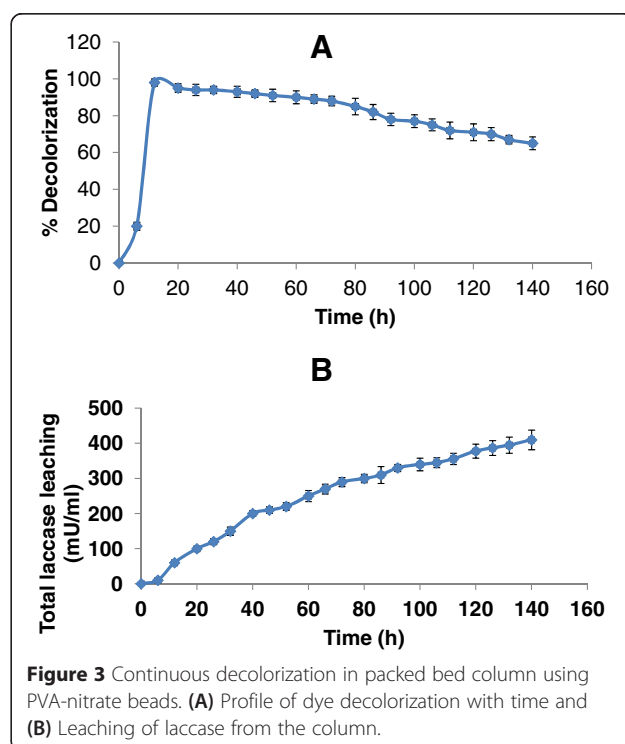 A
% Decolorization
120
100
80
60
40
20
0
0 20 40 60 80 100 120 140 160
Time (h)
B
Total laccase leaching
(mU/ml)
500
400
300
200
100
0
0 20 40 60 80 100 120 140 160
Time (h)
Figure 3 Continuous decolorization in packed bed column using
PVA-nitrate beads. (A) Profile of dye decolorization with time and
(B) Leaching of laccase from the column.